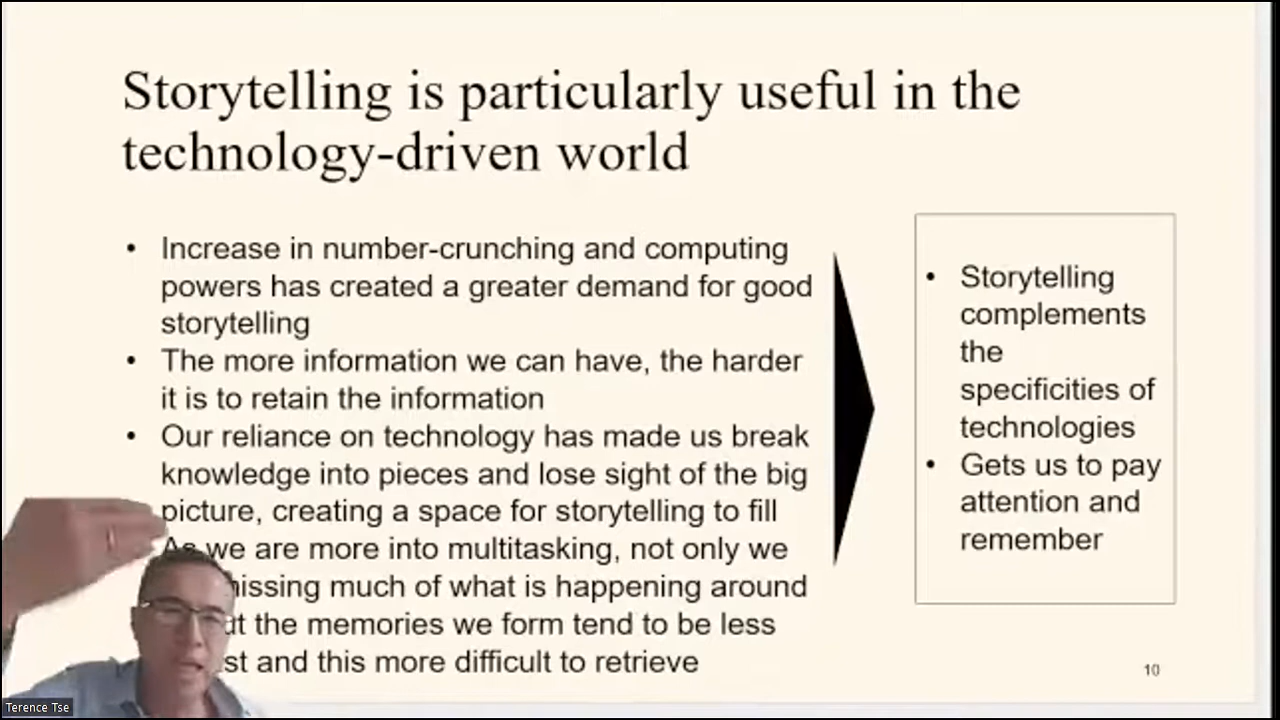 Storytelling is particularly useful in the
technology-driven world
• Increase in number-crunching and computing
powers has created a greater demand for good
storytelling
• The more information we can have, the harder
it is to retain the information
• Our reliance on technology has made us break
knowledge into pieces and lose sight of the big
picture, creating a space for storytelling to fill
As we are more into multitasking, not only we
missing much of what is happening around
the memories we form tend to be less
and this more difficult to retrieve
• Storytelling
complements
the
specificities of
technologies
• Gets us to pay
attention and
remember
10
Terence Tse